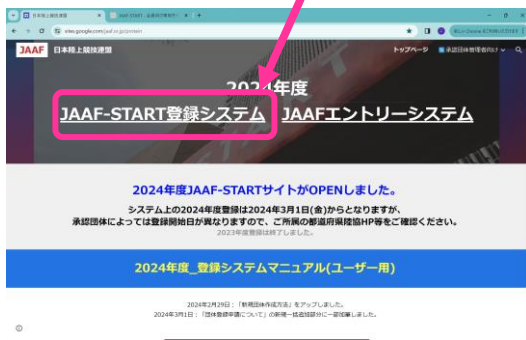 日本陸上競技連盟
JAAF 日本陸上競技連盟
トップページ
承認団体管理者向け
2024年度
JAAF-START登録システム JAAFエントリーシステム
2024年度JAAF-STARTサイトがOPENしました。
システム上の2024年度登録は2024年3月1日(金)からとなりますが、
承認団体によっては登録開始日が異なりますので、ご所属の都道府県陸協HP等をご確認ください。
2023年度登録は終了しました。
2024年度_登録システムマニュアル(ユーザー用)
2024年2月29日：「新規団体作成方法」をアップしました。
2024年3月1日：「団体登録申請について」の新規一括追加部分に一部加筆しました。